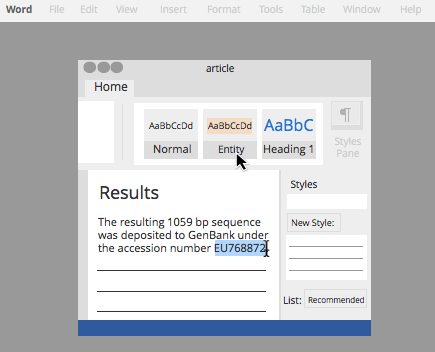 Word File Edit View Insert Format Tools Table Window Help
article
Home
AaBbCcDd AaBbCcDd AaBbC ¶
Normal Entity Heading 1
Styles
Pane
Results
The resulting 1059 bp sequence
was deposited to GenBank under
the accession number EU768872.
Styles
New Style:
List: Recommended